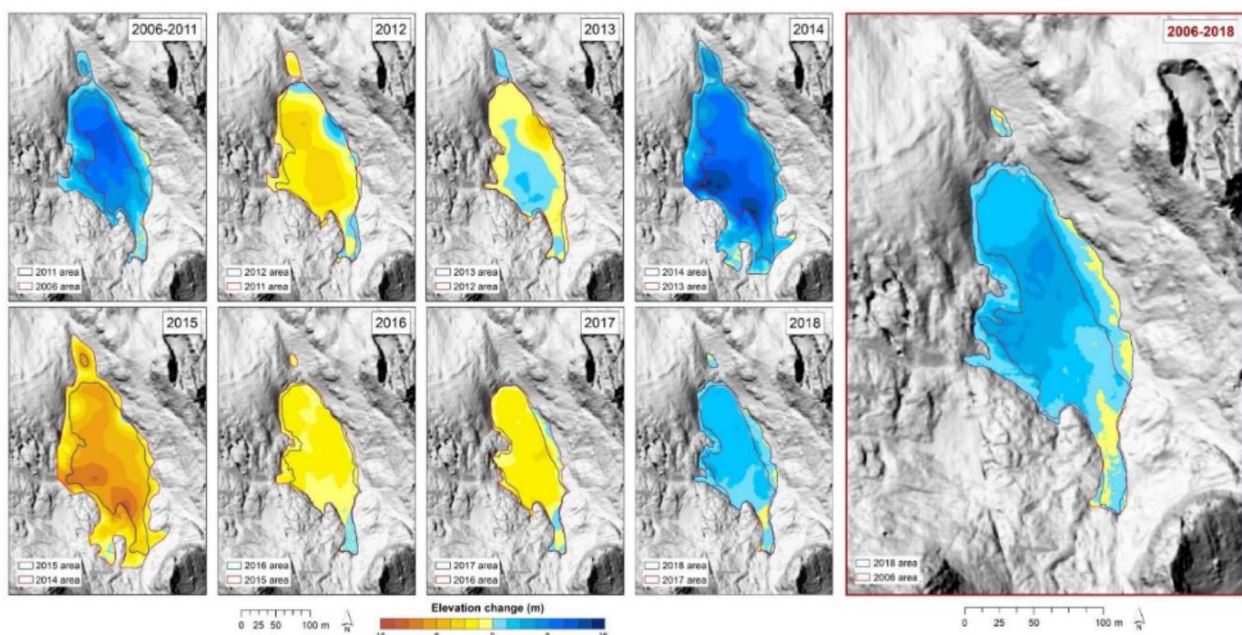 2006-2011
2012
2013
2014
2006-2018
2011 area
2006 area
2012 area
2011 area
2013 area
2012 area
2014 area
2013 area
2015
2016
2017
2018
2015 area
2014 area
2016 area
2015 area
2017 area
2016 area
2018 area
2017 area
2018 area
2006 area
0 25 50 100 m
N
Elevation change (m)
0 25 50 100 m
N